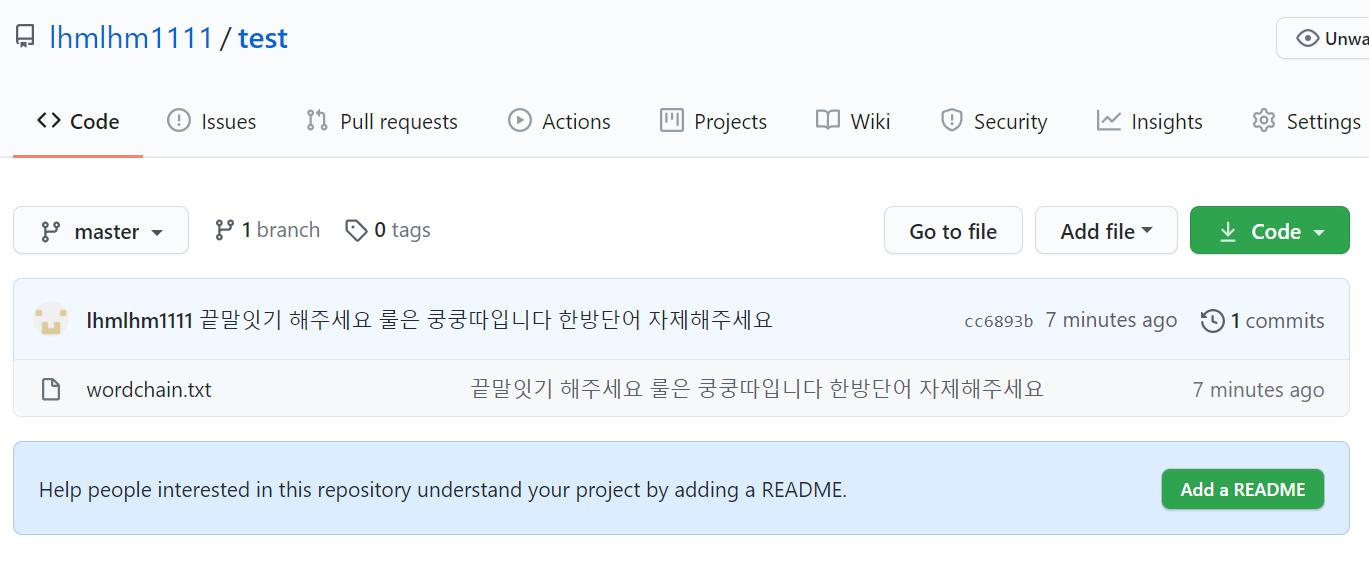 lhmlhm1111 / test
Unwa
Code Issues Pull requests Actions Projects Wiki Security Insights Settings
master 1 branch 0 tags Go to file Add file Code
lhmlhm1111 끝말잇기 해주세요 룰은 쿵쿵따입니다 한방단어 자제해주세요 cc6893b 7 minutes ago 1 commits
wordchain.txt 끝말잇기 해주세요 룰은 쿵쿵따입니다 한방단어 자제해주세요 7 minutes ago
Help people interested in this repository understand your project by adding a README. Add a README